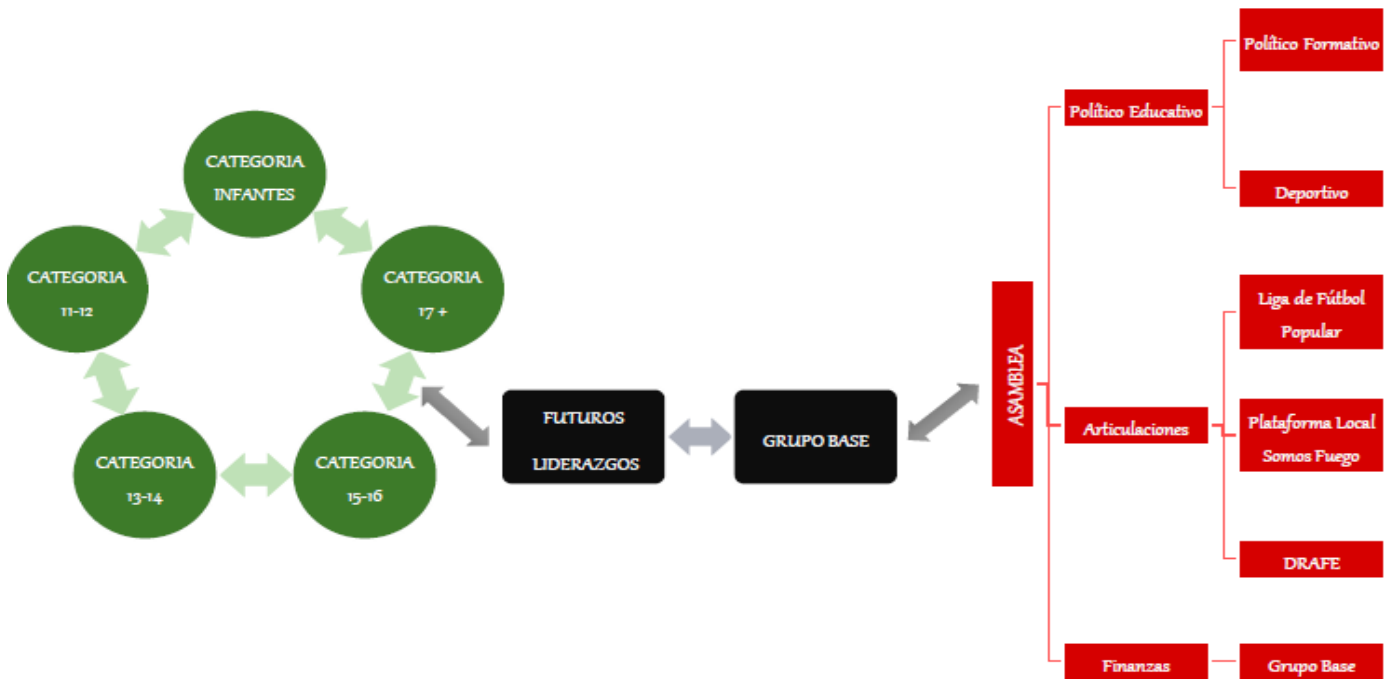 CATEGORIA
INFANTES
CATEGORIA
11-12
CATEGORIA
17 +
CATEGORIA
13-14
CATEGORIA
15-16
FUTUROS
LIDERAZGOS
GRUPO BASE
ASAMBLEA
Político Educativo
Político Formativo
Deportivo
Articulaciones
Liga de Fútbol
Popular
Plataforma Local
Somos Fuego
DRAFE
Finanzas
Grupo Base